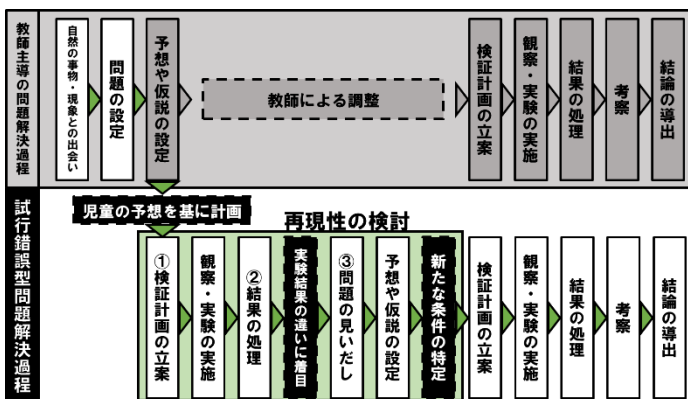 教師主導の問題解決過程
自然の事物・現象との出会い
問題の設定
予想や仮説の設定
教師による調整
検証計画の立案
観察・実験の実施
結果の処理
考察
結論の導出
試行錯誤型問題解決過程
児童の予想を基に計画
再現性の検討
①検証計画の立案
観察・実験の実施
②結果の処理
実験結果の違いに着目
③問題の見いだし
予想や仮説の設定
新たな条件の特定
検証計画の立案
観察・実験の実施
結果の処理
考察
結論の導出